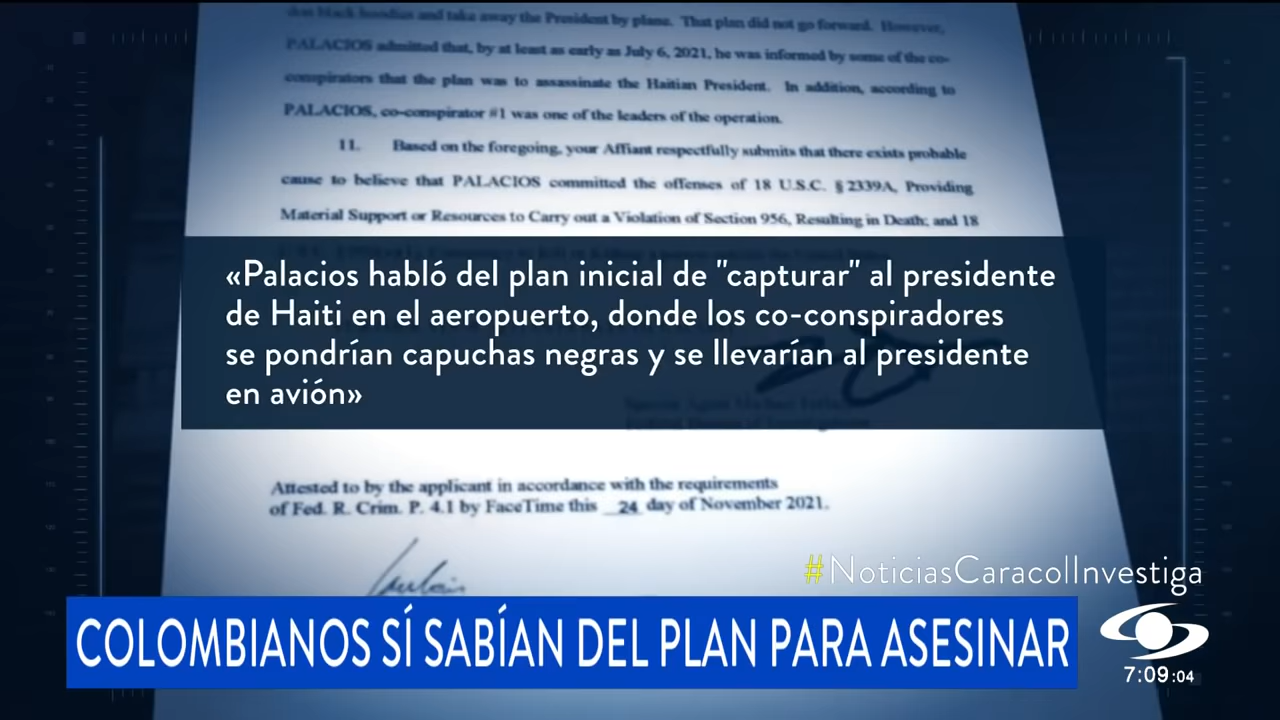 don black hoodies and take away the President by plane. That plan did not go forward. However,
PALACIOS admitted that, by at least as early as July 6, 2021, he was informed by some of the co-
conspirators that the plan was to assassinate the Haitian President. In addition, according to
PALACIOS, co-conspirator #1 was one of the leaders of the operation.
11. Based on the foregoing, your Affiant respectfully submits that there exists probable
cause to believe that PALACIOS committed the offenses of 18 U.S.C. § 2339A, Providing
Material Support or Resources to Carry out a Violation of Section 956, Resulting in Death; and 18
«Palacios habló del plan inicial de "capturar" al presidente
de Haiti en el aeropuerto, donde los co-conspiradores
se pondrían capuchas negras y se llevarían al presidente
en avión»
Attested to by the applicant in accordance with the requirements
of Fed. R. Crim. P. 4.1 by FaceTime this 24 day of November 2021.
#NoticiasCaracolInvestiga
COLOMBIANOS SÍ SABÍAN DEL PLAN PARA ASESINAR
7:09:04